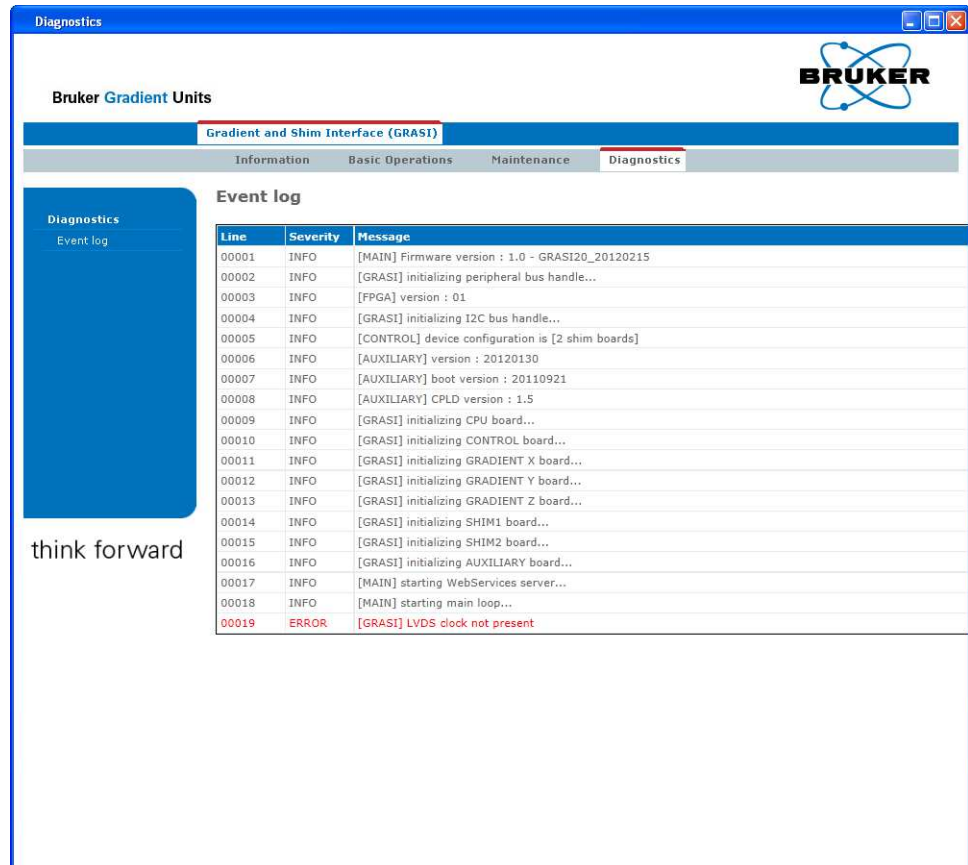 Diagnostics
BRUKER
Bruker Gradient Units
Gradient and Shim Interface (GRASI)
Information Basic Operations Maintenance Diagnostics
Diagnostics
Event log
think forward
Event log
Line Severity Message
00001 INFO [MAIN] Firmware version : 1.0 - GRASI20_20120215
00002 INFO [GRASI] initializing peripheral bus handle...
00003 INFO [FPGA] version : 01
00004 INFO [GRASI] initializing I2C bus handle...
00005 INFO [CONTROL] device configuration is [2 shim boards]
00006 INFO [AUXILIARY] version : 20120130
00007 INFO [AUXILIARY] boot version : 20110921
00008 INFO [AUXILIARY] CPLD version : 1.5
00009 INFO [GRASI] initializing CPU board...
00010 INFO [GRASI] initializing CONTROL board...
00011 INFO [GRASI] initializing GRADIENT X board...
00012 INFO [GRASI] initializing GRADIENT Y board...
00013 INFO [GRASI] initializing GRADIENT Z board...
00014 INFO [GRASI] initializing SHIM1 board...
00015 INFO [GRASI] initializing SHIM2 board...
00016 INFO [GRASI] initializing AUXILIARY board...
00017 INFO [MAIN] starting WebServices server...
00018 INFO [MAIN] starting main loop...
00019 ERROR [GRASI] LVDS clock not present